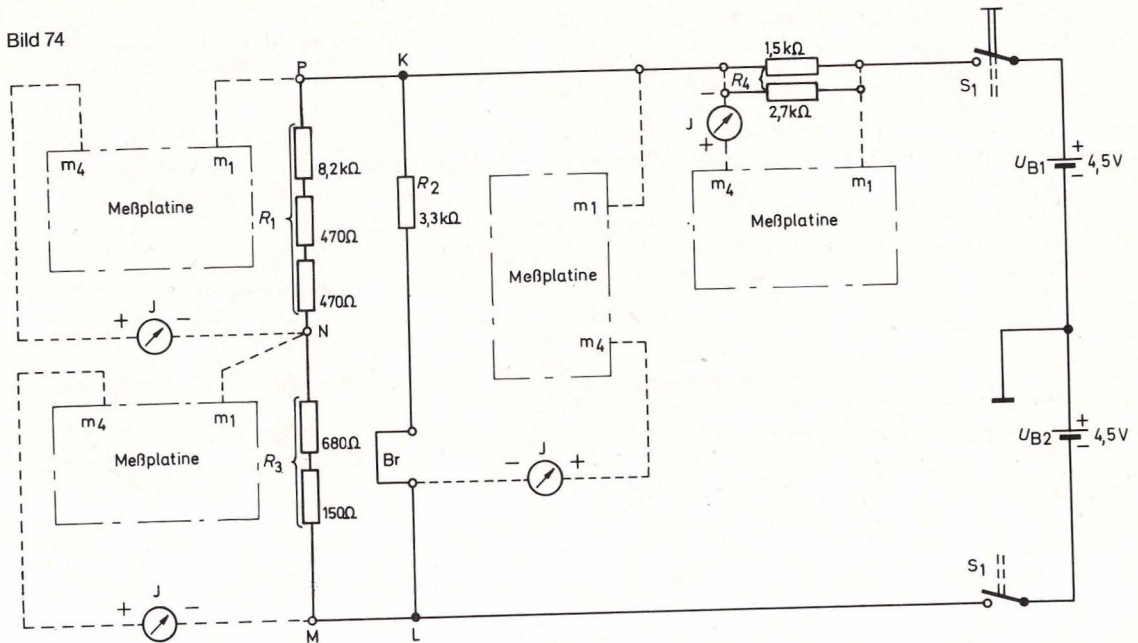 Bild 74
P
K
1,5kΩ
R4
2,7kΩ
S1
J
−
+
m4
m1
Meßplatine
m4
m1
Meßplatine
8,2kΩ
R1
470Ω
470Ω
R2
3,3kΩ
m1
Meßplatine
m4
UB1
+
−
4,5V
+
J
−
N
m4
m1
Meßplatine
R3
680Ω
150Ω
Br
−
J
+
UB2
+
−
4,5V
S1
+
J
−
M
L